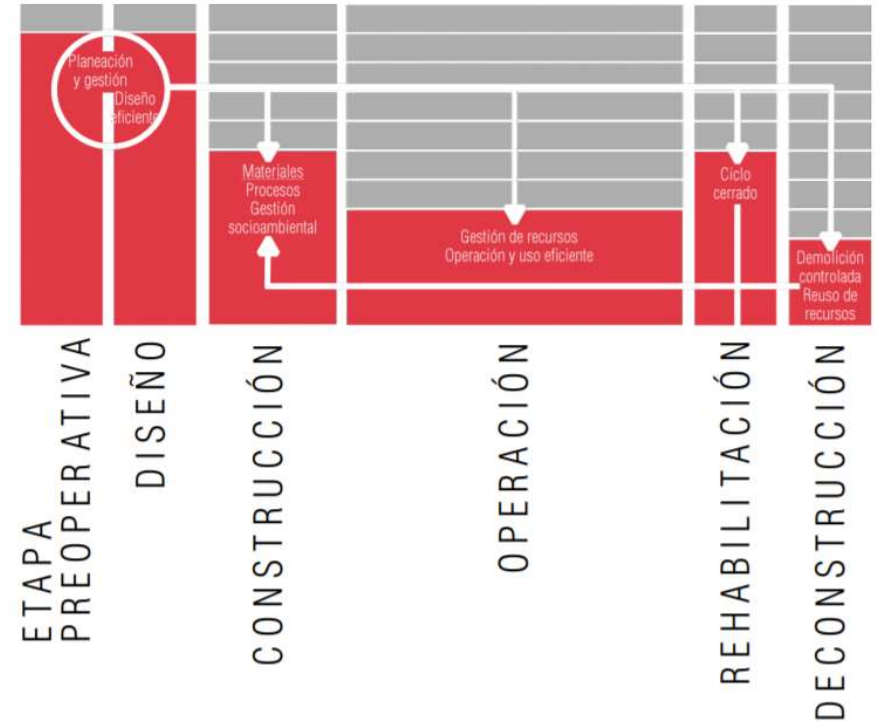 Planeación
y gestión
Diseño
eficiente
Materiales
Procesos
Gestión
socioambiental
Gestión de recursos
Operación y uso eficiente
Ciclo
cerrado
Demolición
controlada
Reuso de
recursos
ETAPA
PREOPERATIVA
DISEÑO
CONSTRUCCIÓN
OPERACIÓN
REHABILITACIÓN
DECONSTRUCCIÓN